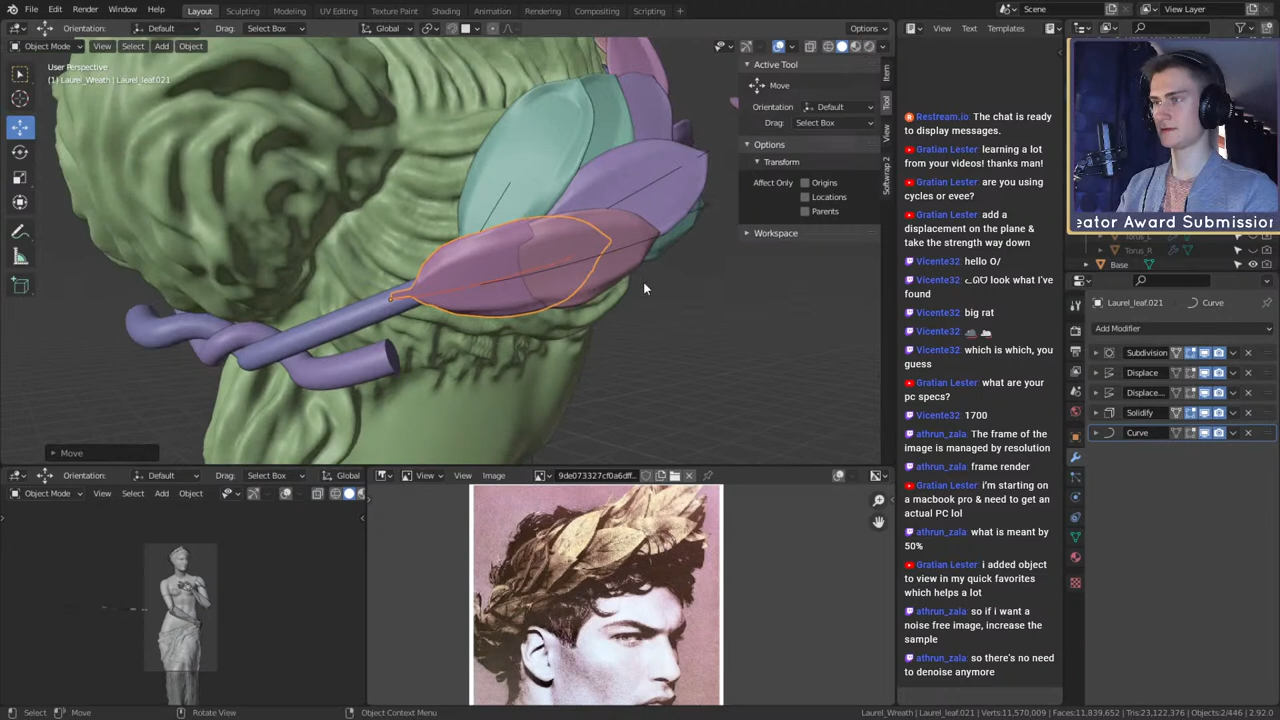 File Edit Render Window Help
Layout Sculpting Modeling UV Editing Texture Paint Shading Animation Rendering Compositing Scripting +
Scene
View Layer
Orientation: Default Drag: Select Box Global
Options
View Text Templates
Object Mode View Select Add Object
User Perspective
(1) Laurel_Wreath | Laurel_leaf.021
Active Tool
Move
Orientation Default
Drag: Select Box
Options
Transform
Affect Only Origins
Locations
Parents
Workspace
Item
Tool
View
Softwrap 2
Move
Restream.io The chat is ready
to display messages.
Gratian Lester: learning a lot
from your videos! thanks man!
Gratian Lester: are you using
cycles or evee?
Gratian Lester: add a
displacement on the plane &
take the strength way down
Vicente32: hello O/
Vicente32: look what I've
found
Vicente32: big rat
Vicente32:
Vicente32: which is which, you
guess
Gratian Lester: what are your
pc specs?
Vicente32: 1700
athrun_zala: The frame of the
image is managed by resolution
athrun_zala: frame render
Gratian Lester: i'm starting on
a macbook pro & need to get an
actual PC lol
athrun_zala: what is meant by
50%
Gratian Lester: i added object
to view in my quick favorites
which helps a lot
athrun_zala: so if i want a
noise free image, increase the
sample
athrun_zala: so there's no need
to denoise anymore
eator Award Submission
Torus_L
Base
Laurel_leaf.021 Curve
Add Modifier
Subdivision
Displace
Displace...
Solidify
Curve
Orientation: Default Drag: Select Box Global
Object Mode View Select Add Object
View View Image 9de073327cf0a6dff...
Select Move Rotate View Object Context Menu
Laurel_Wreath | Laurel_leaf.021 Verts:11,570,009 Faces:11,839,652 Tris:23,122,376 Objects:2/446 2.92.0